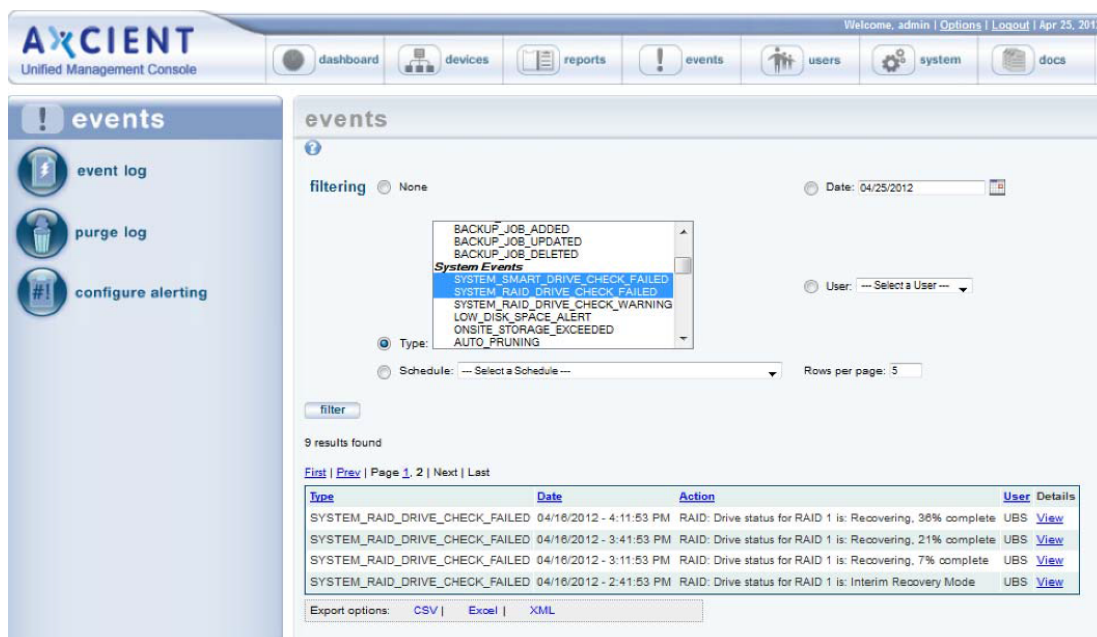 AXCIENT
Unified Management Console
Welcome, admin | Options | Logout | Apr 25, 201
dashboard
devices
reports
events
users
system
docs
! events
event log
purge log
#! configure alerting
events
?
filtering
None
Date: 04/25/2012
BACKUP_JOB_ADDED
BACKUP_JOB_UPDATED
BACKUP_JOB_DELETED
System Events
SYSTEM_SMART_DRIVE_CHECK_FAILED
SYSTEM_RAID_DRIVE_CHECK_FAILED
SYSTEM_RAID_DRIVE_CHECK_WARNING
LOW_DISK_SPACE_ALERT
ONSITE_STORAGE_EXCEEDED
AUTO_PRUNING
User: --- Select a User ---
Type:
Schedule: --- Select a Schedule ---
Rows per page: 5
filter
9 results found
First | Prev | Page 1, 2 | Next | Last
Type Date Action User Details
SYSTEM_RAID_DRIVE_CHECK_FAILED 04/16/2012 - 4:11:53 PM RAID: Drive status for RAID 1 is: Recovering, 36% complete UBS View
SYSTEM_RAID_DRIVE_CHECK_FAILED 04/16/2012 - 3:41:53 PM RAID: Drive status for RAID 1 is: Recovering, 21% complete UBS View
SYSTEM_RAID_DRIVE_CHECK_FAILED 04/16/2012 - 3:11:53 PM RAID: Drive status for RAID 1 is: Recovering, 7% complete UBS View
SYSTEM_RAID_DRIVE_CHECK_FAILED 04/16/2012 - 2:41:53 PM RAID: Drive status for RAID 1 is: Interim Recovery Mode UBS View
Export options: CSV | Excel | XML